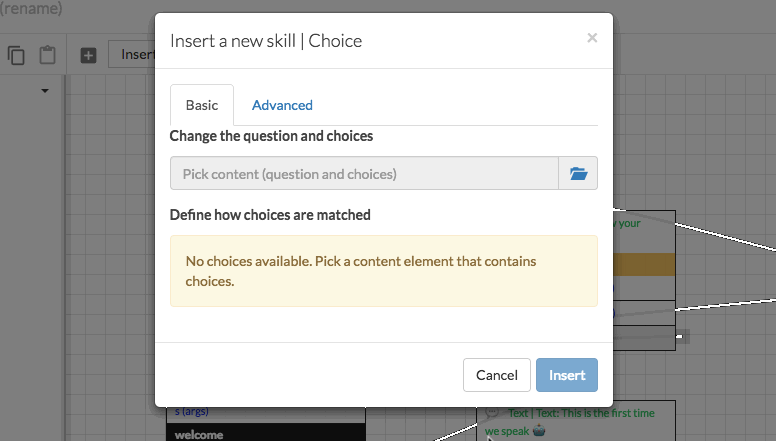 (rename)
Insert a new skill | Choice
×
Insert
Basic
Advanced
Change the question and choices
Pick content (question and choices)
Define how choices are matched
your
No choices available. Pick a content element that contains
choices.
Cancel
Insert
s (args)
welcome
Text | Text: This is the first time
we speak